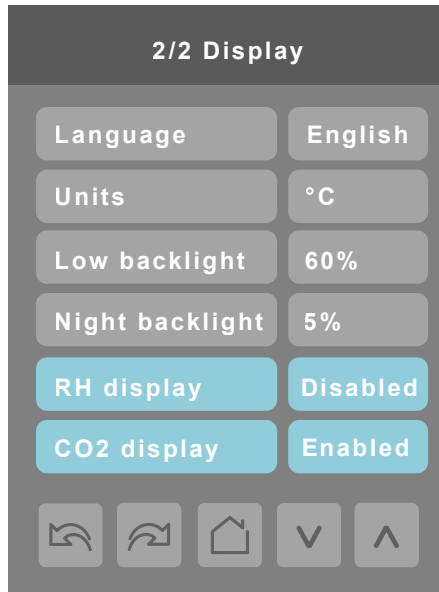 2/2 Display
Language English
Units °C
Low backlight 60%
Night backlight 5%
RH display Disabled
CO2 display Enabled